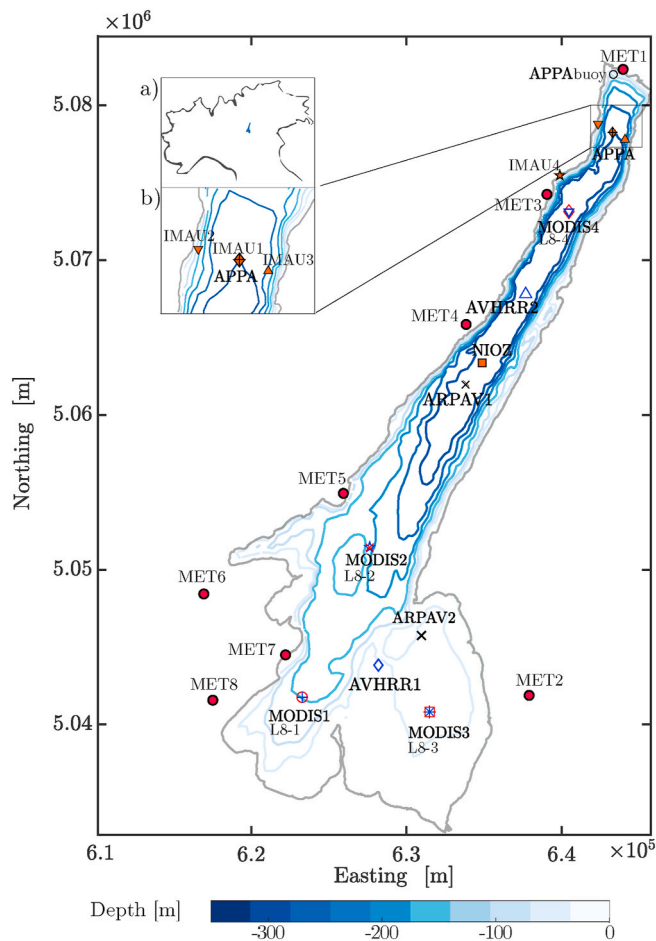 ×10⁶
MET1
APPAbuoy
5.08
a)
APPA
b)
IMAU4
IMAU2
IMAU1
IMAU3
APPA
MET3
MODIS4
L8-4
5.07
AVHRR2
MET4
NIOZ
ARPAV1
5.06
MET5
MODIS2
L8-2
5.05
MET6
ARPAV2
MET7
AVHRR1
MET8
MET2
MODIS1
L8-1
MODIS3
L8-3
5.04
Northing [m]
6.1
6.2
6.3
6.4
×10⁵
Easting [m]
Depth [m]
-300
-200
-100
0